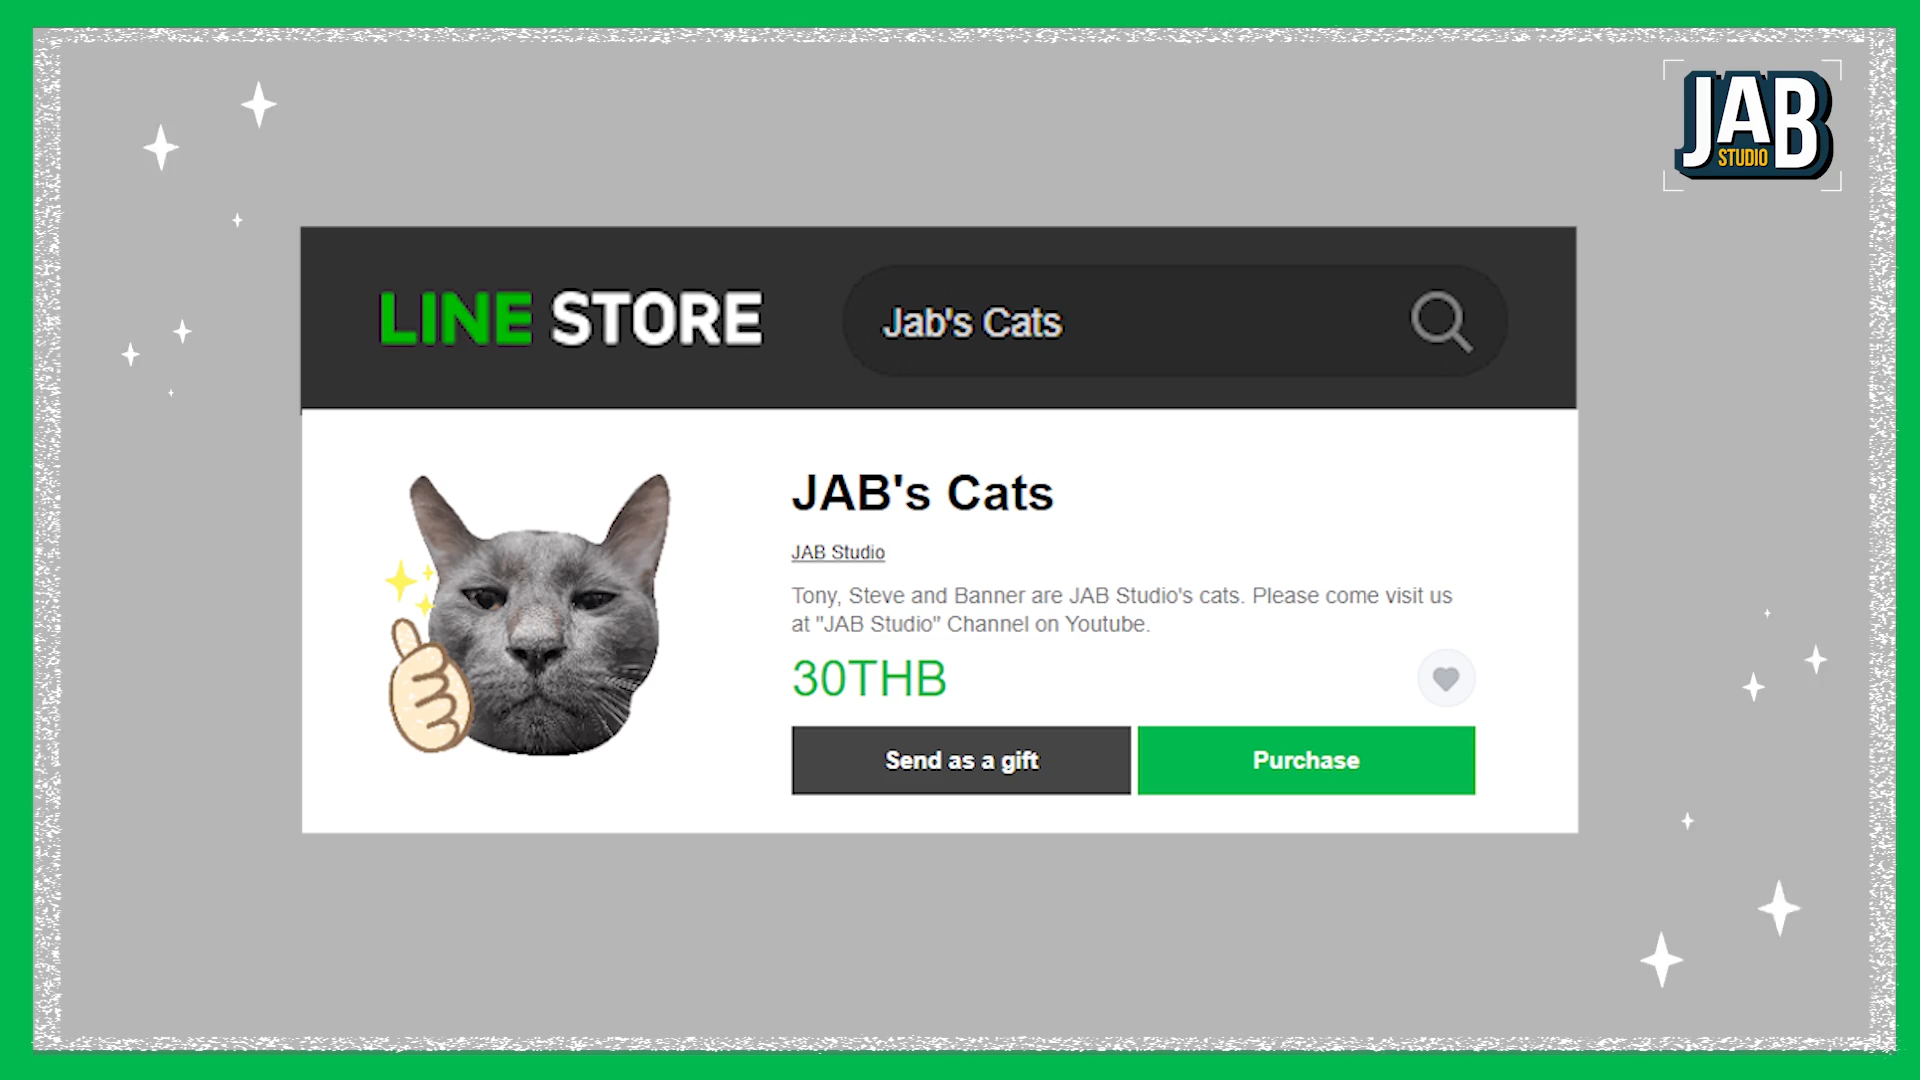 JAB
STUDIO
LINE STORE
Jab's Cats
JAB's Cats
JAB Studio
Tony, Steve and Banner are JAB Studio's cats. Please come visit us
at "JAB Studio" Channel on Youtube.
30THB
Send as a gift
Purchase